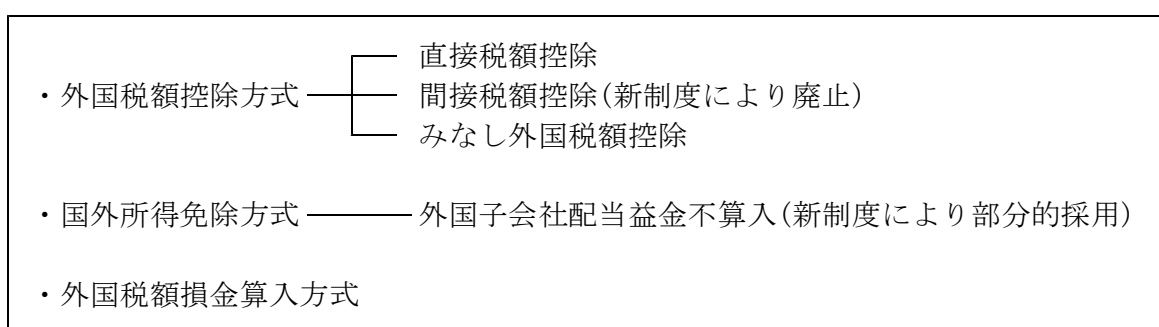 直接税額控除
・外国税額控除方式 間接税額控除(新制度により廃止)
みなし外国税額控除
・国外所得免除方式 外国子会社配当益金不算入(新制度により部分的採用)
・外国税額損金算入方式